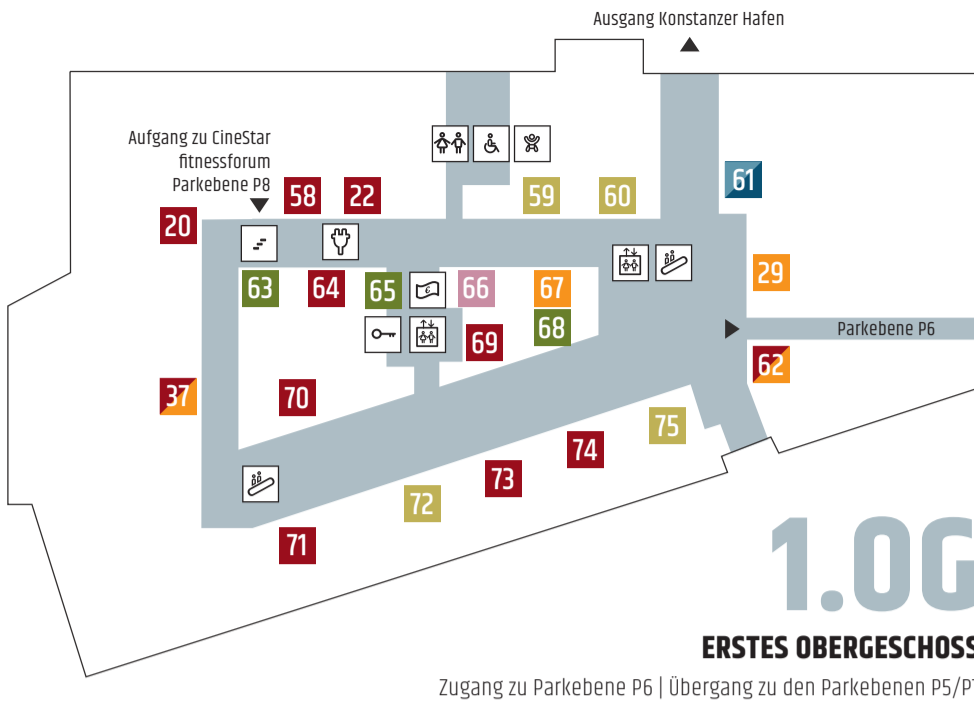 Ausgang Konstanzer Hafen
Aufgang zu CineStar
fitnessforum
Parkebene P8
58
22
59
60
61
20
63
64
65
€
66
67
29
68
69
Parkebene P6
62
37
70
75
74
73
72
71
1.OG
ERSTES OBERGESCHOSS
Zugang zu Parkebene P6 | Übergang zu den Parkebenen P5/P7